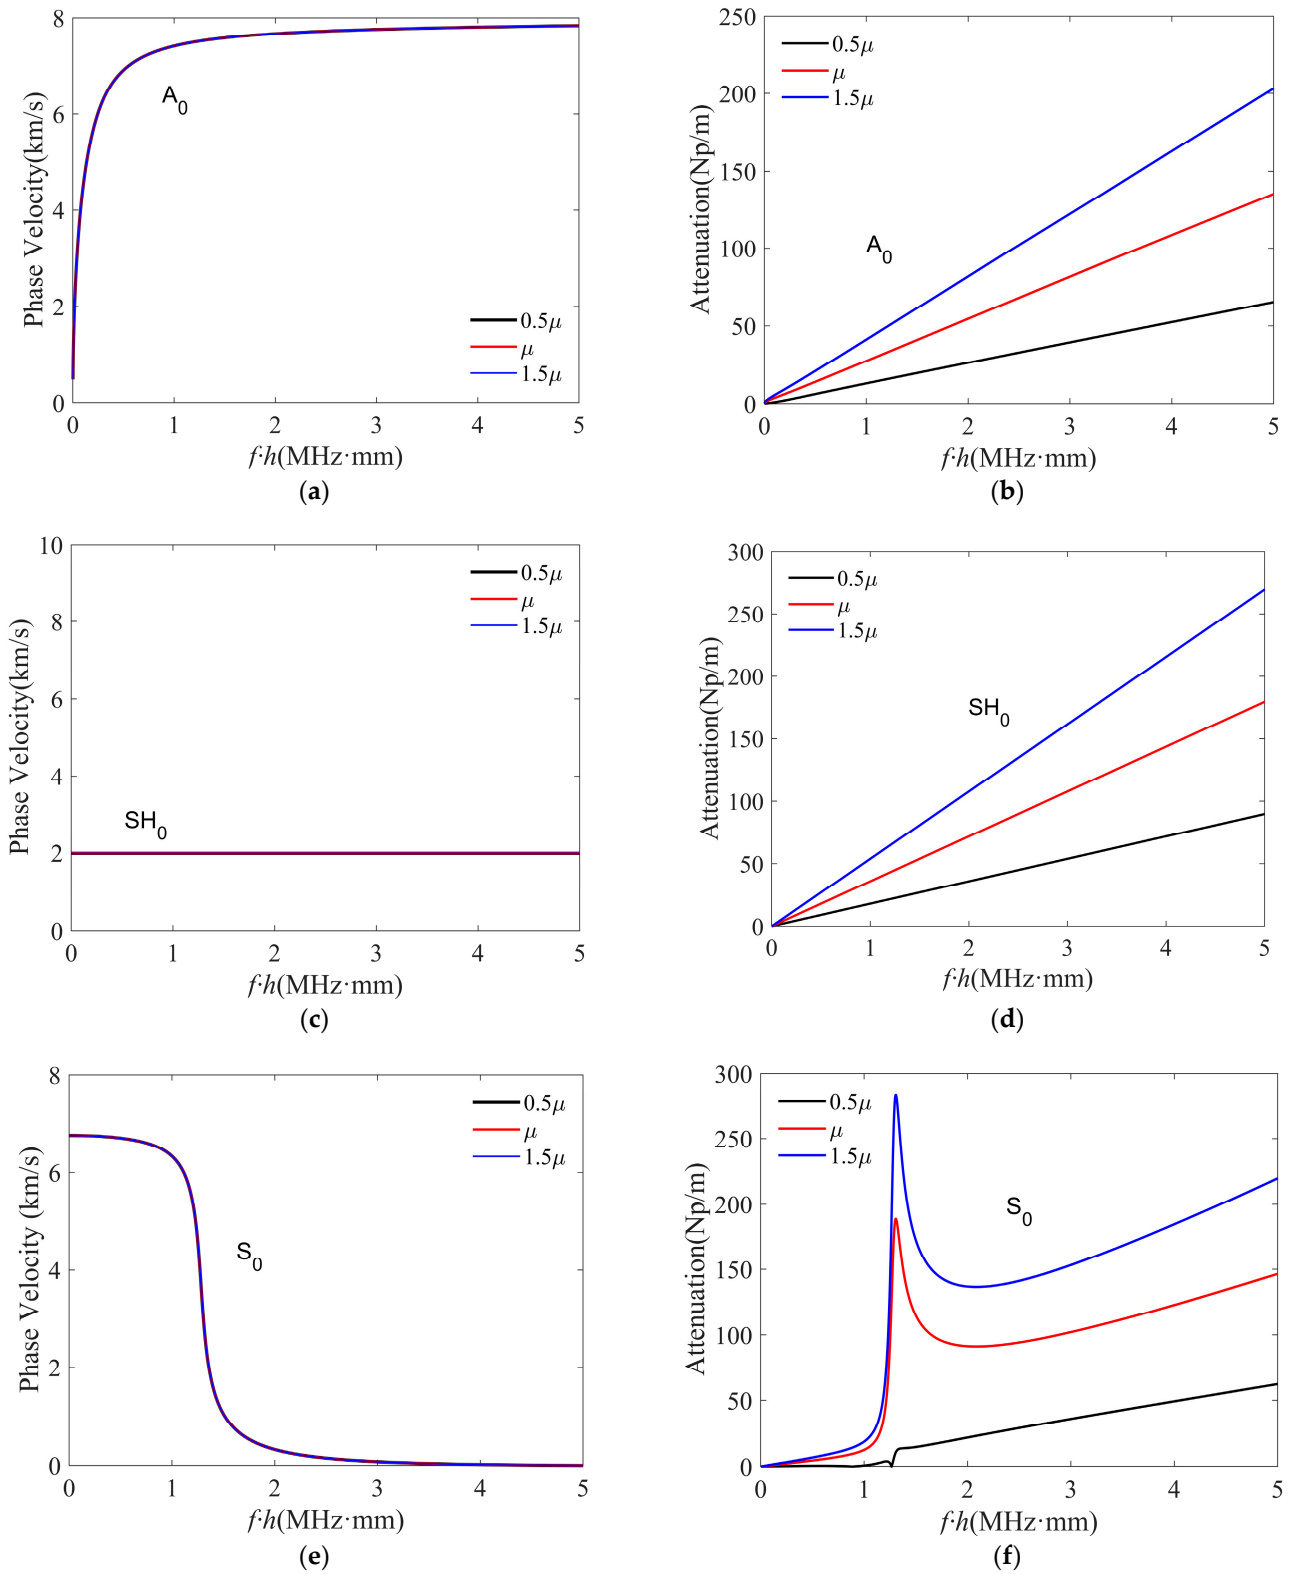 8
6
4
2
0
0 1 2 3 4 5
Phase Velocity(km/s)
f·h(MHz·mm)
A0
0.5μ
μ
1.5μ
(a)
250
200
150
100
50
0
0 1 2 3 4 5
Attenuation(Np/m)
f·h(MHz·mm)
0.5μ
μ
1.5μ
A0
(b)
10
8
6
4
2
0
0 1 2 3 4 5
Phase Velocity(km/s)
f·h(MHz·mm)
0.5μ
μ
1.5μ
SH0
(c)
300
250
200
150
100
50
0
0 1 2 3 4 5
Attenuation(Np/m)
f·h(MHz·mm)
0.5μ
μ
1.5μ
SH0
(d)
8
6
4
2
0
0 1 2 3 4 5
Phase Velocity (km/s)
f·h(MHz·mm)
0.5μ
μ
1.5μ
S0
(e)
300
250
200
150
100
50
0
0 1 2 3 4 5
Attenuation(Np/m)
f·h(MHz·mm)
0.5μ
μ
1.5μ
S0
(f)